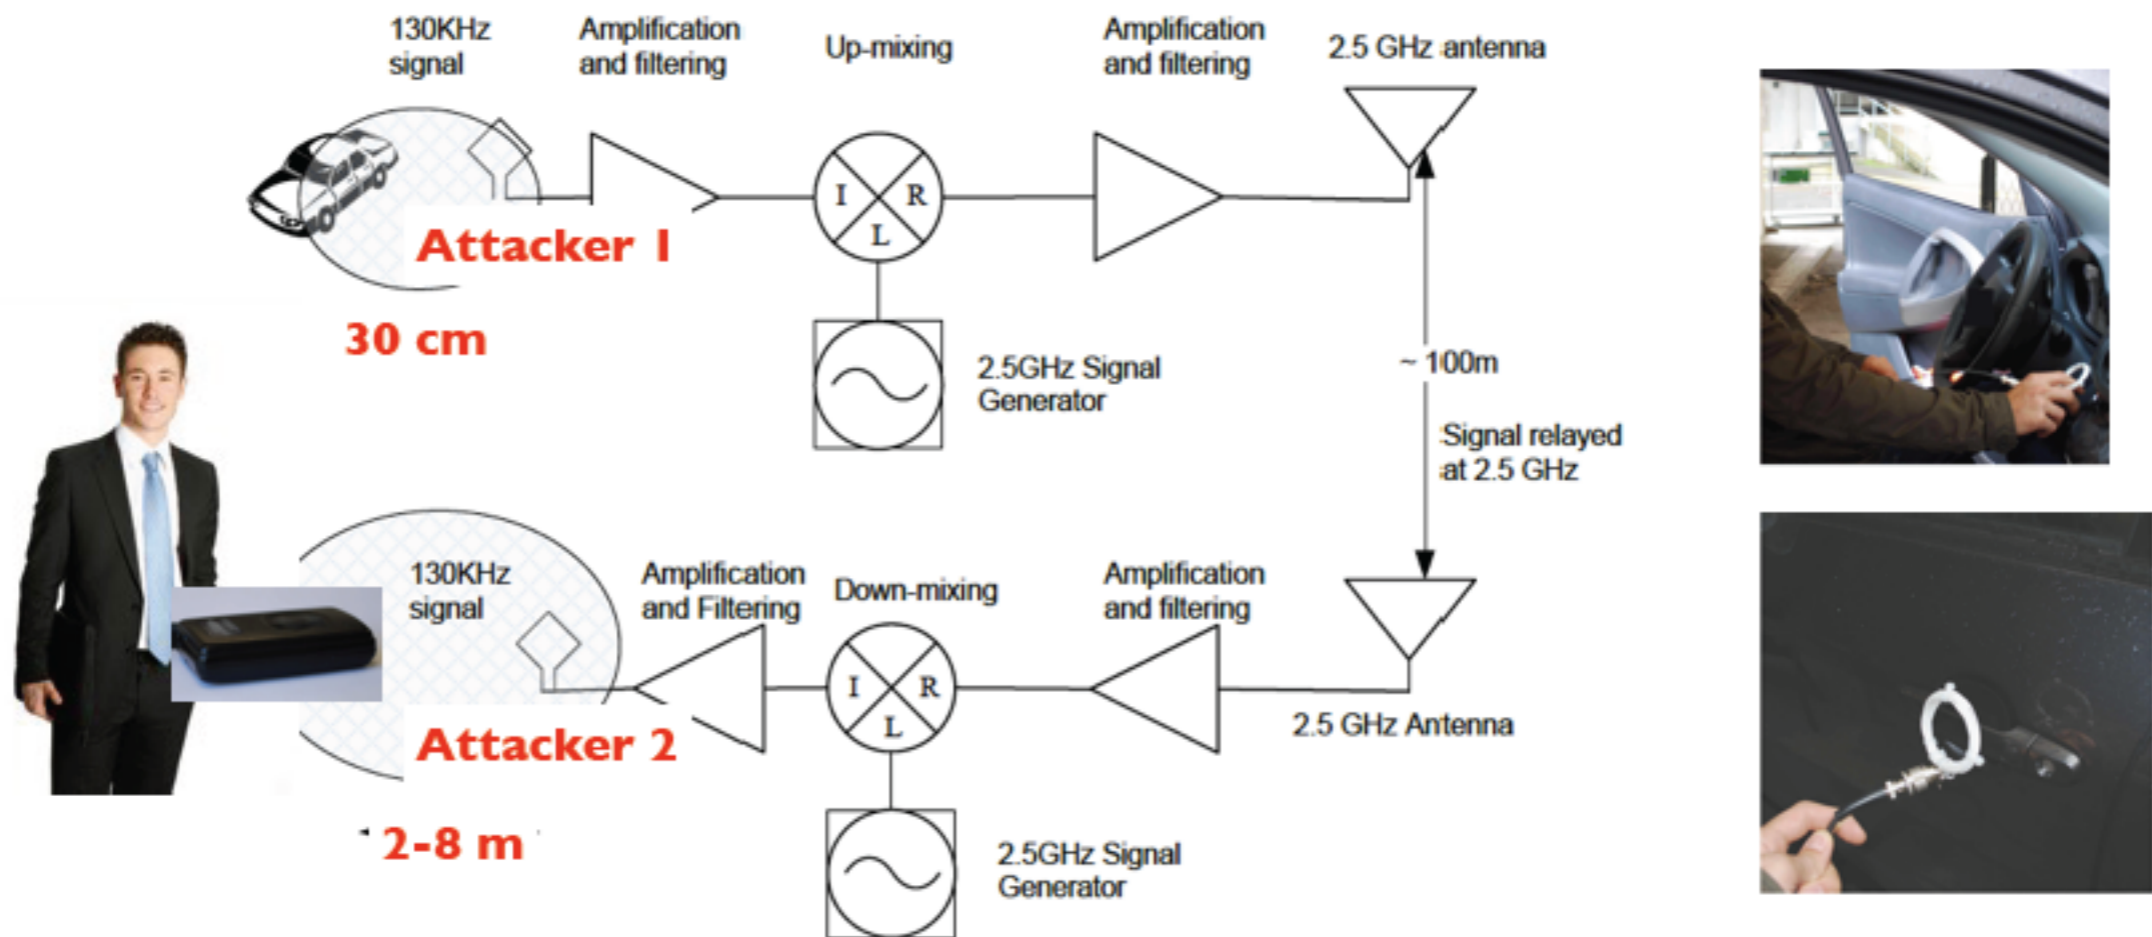 130KHz
signal
Amplification
and filtering
Up-mixing
Amplification
and filtering
2.5 GHz antenna
I
R
L
Attacker 1
30 cm
2.5GHz Signal
Generator
~ 100m
Signal relayed
at 2.5 GHz
130KHz
signal
Amplification
and Filtering
Down-mixing
Amplification
and filtering
I
R
L
2.5 GHz Antenna
Attacker 2
2-8 m
2.5GHz Signal
Generator